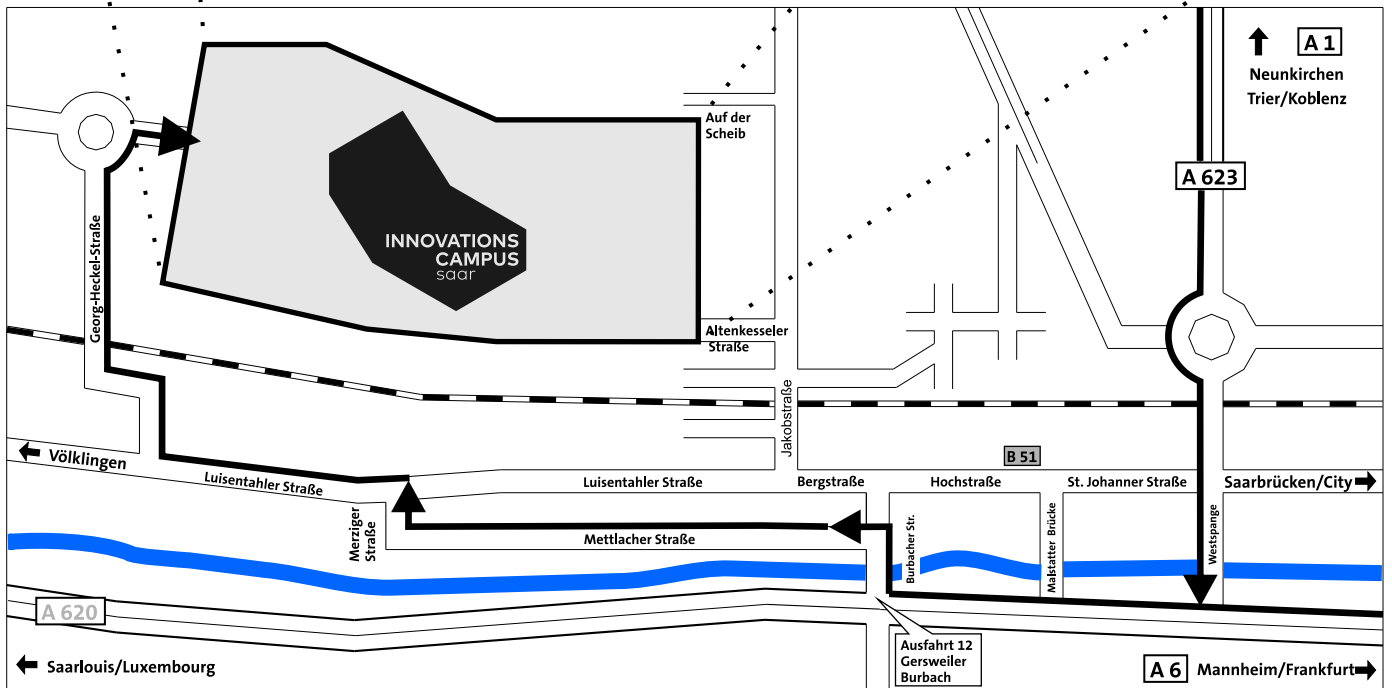 A 1
Neunkirchen
Trier/Koblenz
Auf der
Scheib
A 623
INNOVATIONS
CAMPUS
saar
Georg-Heckel-Straße
Altenkesseler
Straße
Jakobstraße
Völklingen
B 51
Luisentahler Straße
Luisentahler Straße
Bergstraße
Hochstraße
St. Johanner Straße
Saarbrücken/City
Merziger
Straße
Mettlacher Straße
Burbacher Str.
Malstatter Brücke
Westspange
A 620
Ausfahrt 12
Gersweiler
Burbach
Saarlouis/Luxembourg
A 6
Mannheim/Frankfurt